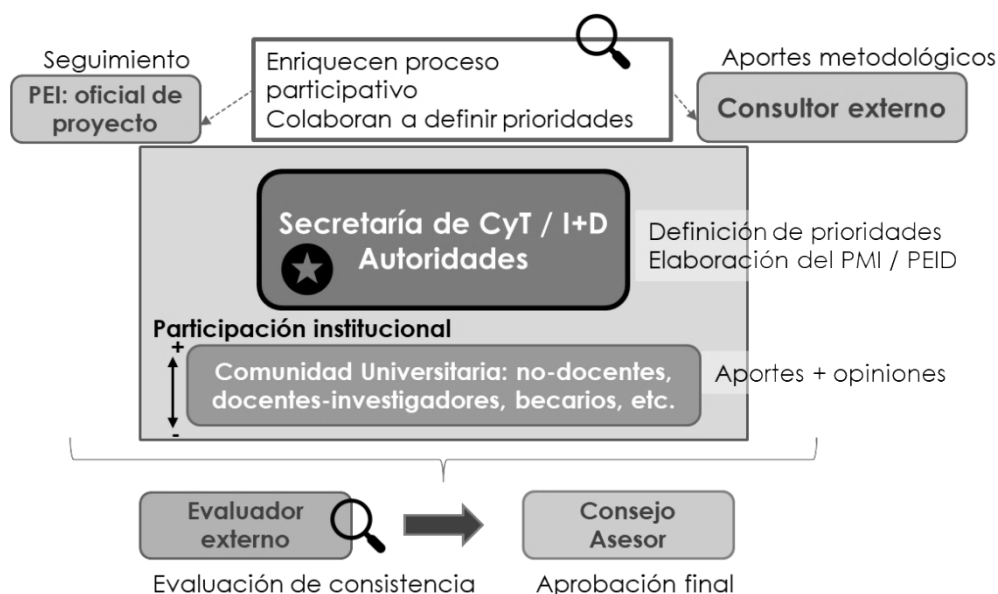 Seguimiento
PEI: oficial de
proyecto
Enriquecen proceso
participativo
Colaboran a definir prioridades
Aportes metodológicos
Consultor externo
Secretaría de CyT / I+D
Autoridades
Definición de prioridades
Elaboración del PMI / PEID
Participación institucional
+
-
Comunidad Universitaria: no-docentes,
docentes-investigadores, becarios, etc.
Aportes + opiniones
Evaluador
externo
Evaluación de consistencia
Consejo
Asesor
Aprobación final